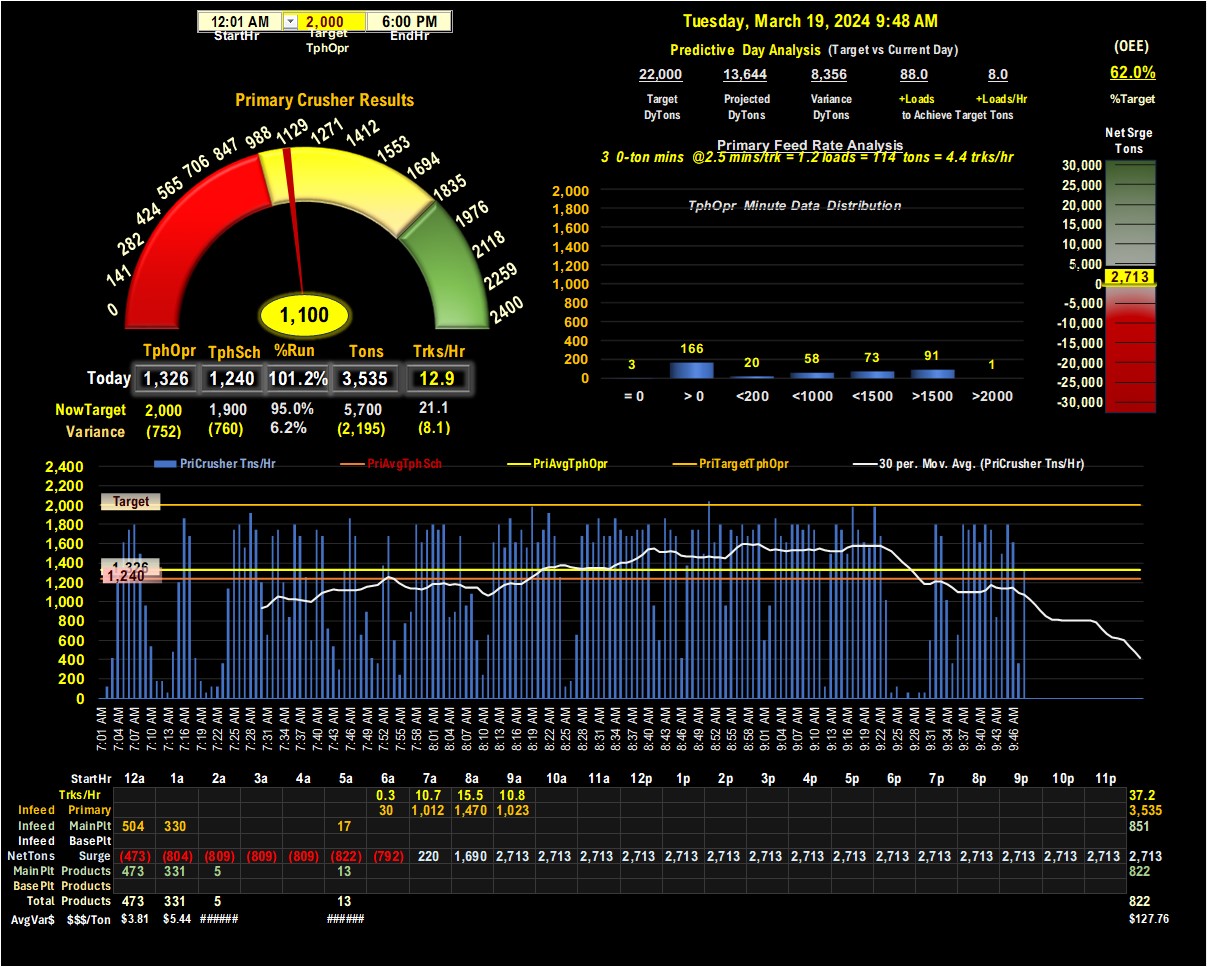 12:01 AM 2,000 6:00 PM
StartHr Target TphOpr EndHr
Tuesday, March 19, 2024 9:48 AM
Predictive Day Analysis (Target vs Current Day)
22,000 13,644 8,356 88.0 8.0
Target DyTons Projected DyTons Variance DyTons +Loads +Loads/Hr
to Achieve Target Tons
(OEE)
62.0%
%Target
Primary Crusher Results
0 141 282 424 565 706 847 988 1129 1271 1412 1553 1694 1835 1976 2118 2259 2400
1,100
TphOpr TphSch %Run Tons Trks/Hr
Today 1,326 1,240 101.2% 3,535 12.9
NowTarget 2,000 1,900 95.0% 5,700 21.1
Variance (752) (760) 6.2% (2,195) (8.1)
Primary Feed Rate Analysis
3 0-ton mins @2.5 mins/trk = 1.2 loads = 114 tons = 4.4 trks/hr
TphOpr Minute Data Distribution
2,000
1,800
1,600
1,400
1,200
1,000
800
600
400
200
0
3 166 20 58 73 91 1
= 0 > 0 <200 <1000 <1500 >1500 >2000
Net Srge
Tons
30,000
25,000
20,000
15,000
10,000
5,000
2,713
0
-5,000
-10,000
-15,000
-20,000
-25,000
-30,000
PriCrusher Tns/Hr PriAvgTphSch PriAvgTphOpr PriTargetTphOpr 30 per. Mov. Avg. (PriCrusher Tns/Hr)
2,400
2,200
2,000
1,800
1,600
1,400
1,200
1,000
800
600
400
200
0
Target
1,326
1,240
7:01 AM 7:04 AM 7:07 AM 7:10 AM 7:13 AM 7:16 AM 7:19 AM 7:22 AM 7:25 AM 7:28 AM 7:31 AM 7:34 AM 7:37 AM 7:40 AM 7:43 AM 7:46 AM 7:49 AM 7:52 AM 7:55 AM 7:58 AM 8:01 AM 8:04 AM 8:07 AM 8:10 AM 8:13 AM 8:16 AM 8:19 AM 8:22 AM 8:25 AM 8:28 AM 8:31 AM 8:34 AM 8:37 AM 8:40 AM 8:43 AM 8:46 AM 8:49 AM 8:52 AM 8:55 AM 8:58 AM 9:01 AM 9:04 AM 9:07 AM 9:10 AM 9:13 AM 9:16 AM 9:19 AM 9:22 AM 9:25 AM 9:28 AM 9:31 AM 9:34 AM 9:37 AM 9:40 AM 9:43 AM 9:46 AM
StartHr 12a 1a 2a 3a 4a 5a 6a 7a 8a 9a 10a 11a 12p 1p 2p 3p 4p 5p 6p 7p 8p 9p 10p 11p
Trks/Hr 0.3 10.7 15.5 10.8 37.2
Infeed Primary 30 1,012 1,470 1,023 3,535
Infeed MainPlt 504 330 17 851
Infeed BasePlt
NetTons Surge (473) (804) (809) (809) (809) (822) (792) 220 1,690 2,713 2,713 2,713 2,713 2,713 2,713 2,713 2,713 2,713 2,713 2,713 2,713 2,713 2,713 2,713 2,713
MainPlt Products 473 331 5 13 822
BasePlt Products
Total Products 473 331 5 13 822
AvgVar$ $$$/Ton $3.81 $5.44 ###### ###### $127.76